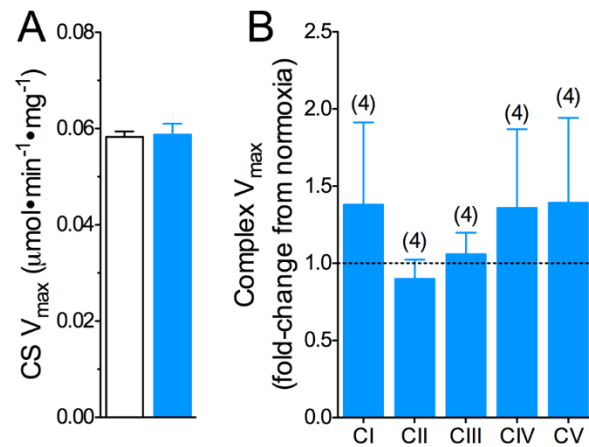 A
CS Vmax (μmol•min⁻¹•mg⁻¹)
0.08
0.06
0.04
0.02
0.00
B
Complex Vmax
(fold-change from normoxia)
2.5
2.0
1.5
1.0
0.5
0.0
(4)
(4)
(4)
(4)
(4)
CI CII CIII CIV CV